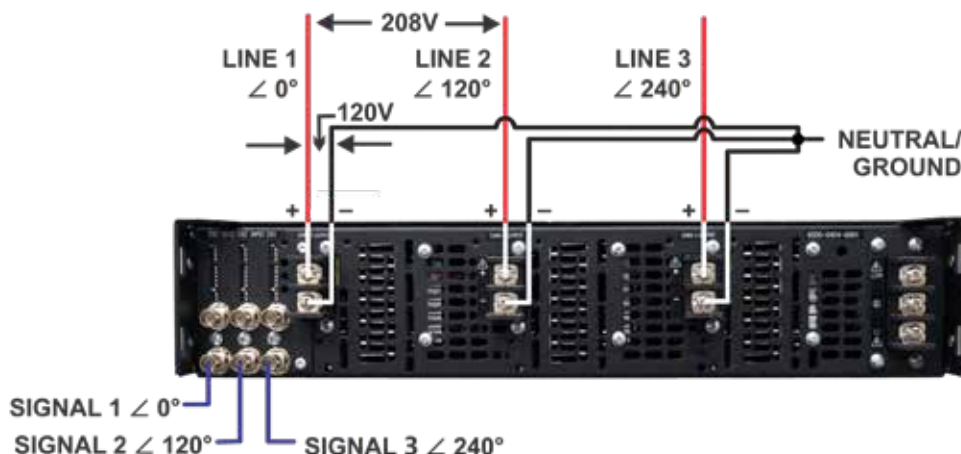 208V
LINE 1
∠ 0°
LINE 2
∠ 120°
LINE 3
∠ 240°
120V
NEUTRAL/
GROUND
+ − + − + −
SIGNAL 1 ∠ 0°
SIGNAL 2 ∠ 120°
SIGNAL 3 ∠ 240°